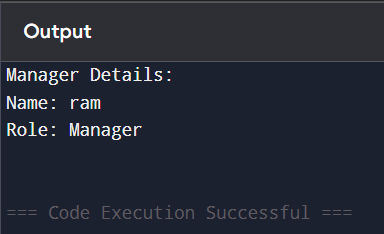 Output
Manager Details:
Name: ram
Role: Manager
=== Code Execution Successful ===